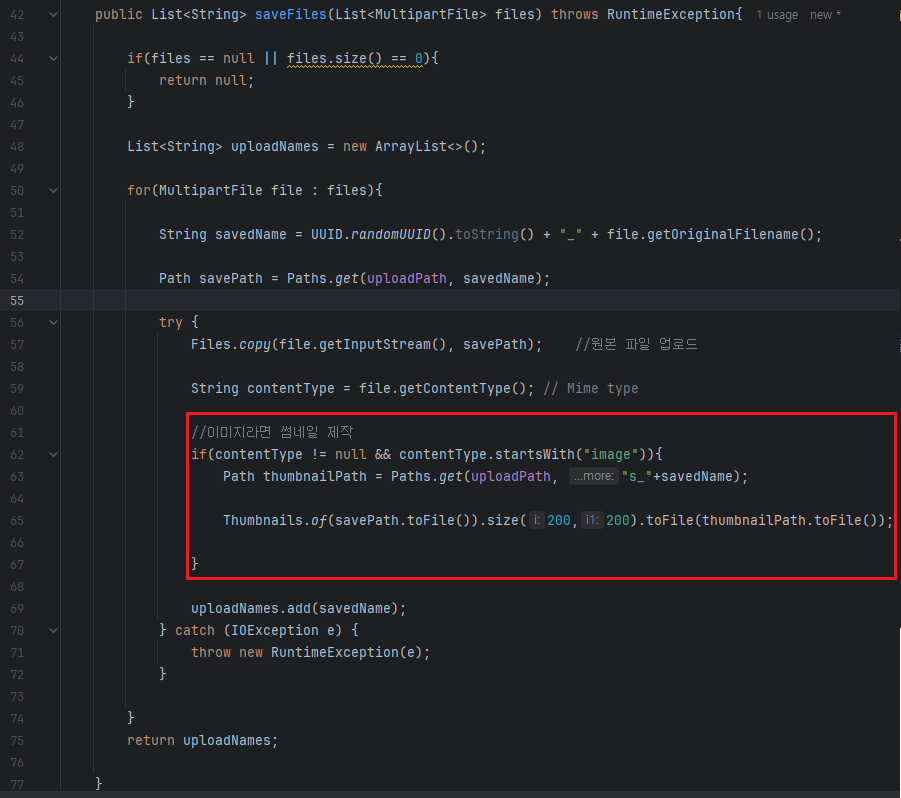 42 public List<String> saveFiles(List<MultipartFile> files) throws RuntimeException{ 1 usage new *
43
44 if(files == null || files.size() == 0){
45 return null;
46 }
47
48 List<String> uploadNames = new ArrayList<>();
49
50 for(MultipartFile file : files){
51
52 String savedName = UUID.randomUUID().toString() + "_" + file.getOriginalFilename();
53
54 Path savePath = Paths.get(uploadPath, savedName);
55
56 try {
57 Files.copy(file.getInputStream(), savePath); //원본 파일 업로드
58
59 String contentType = file.getContentType(); // Mime type
60
61 //이미지라면 썸네일 제작
62 if(contentType != null && contentType.startsWith("image")){
63 Path thumbnailPath = Paths.get(uploadPath, ...more: "s_"+savedName);
64
65 Thumbnails.of(savePath.toFile()).size( i: 200, i1: 200).toFile(thumbnailPath.toFile());
66
67 }
68
69 uploadNames.add(savedName);
70 } catch (IOException e) {
71 throw new RuntimeException(e);
72 }
73
74 }
75 return uploadNames;
76
77 }